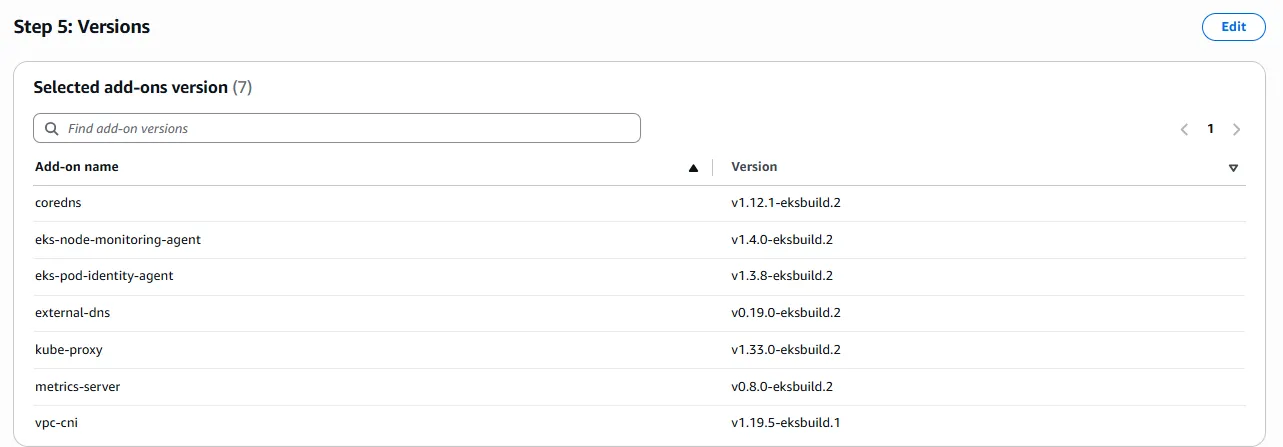 Step 5: Versions
Edit
Selected add-ons version (7)
Find add-on versions
1
Add-on name Version
coredns v1.12.1-eksbuild.2
eks-node-monitoring-agent v1.4.0-eksbuild.2
eks-pod-identity-agent v1.3.8-eksbuild.2
external-dns v0.19.0-eksbuild.2
kube-proxy v1.33.0-eksbuild.2
metrics-server v0.8.0-eksbuild.2
vpc-cni v1.19.5-eksbuild.1